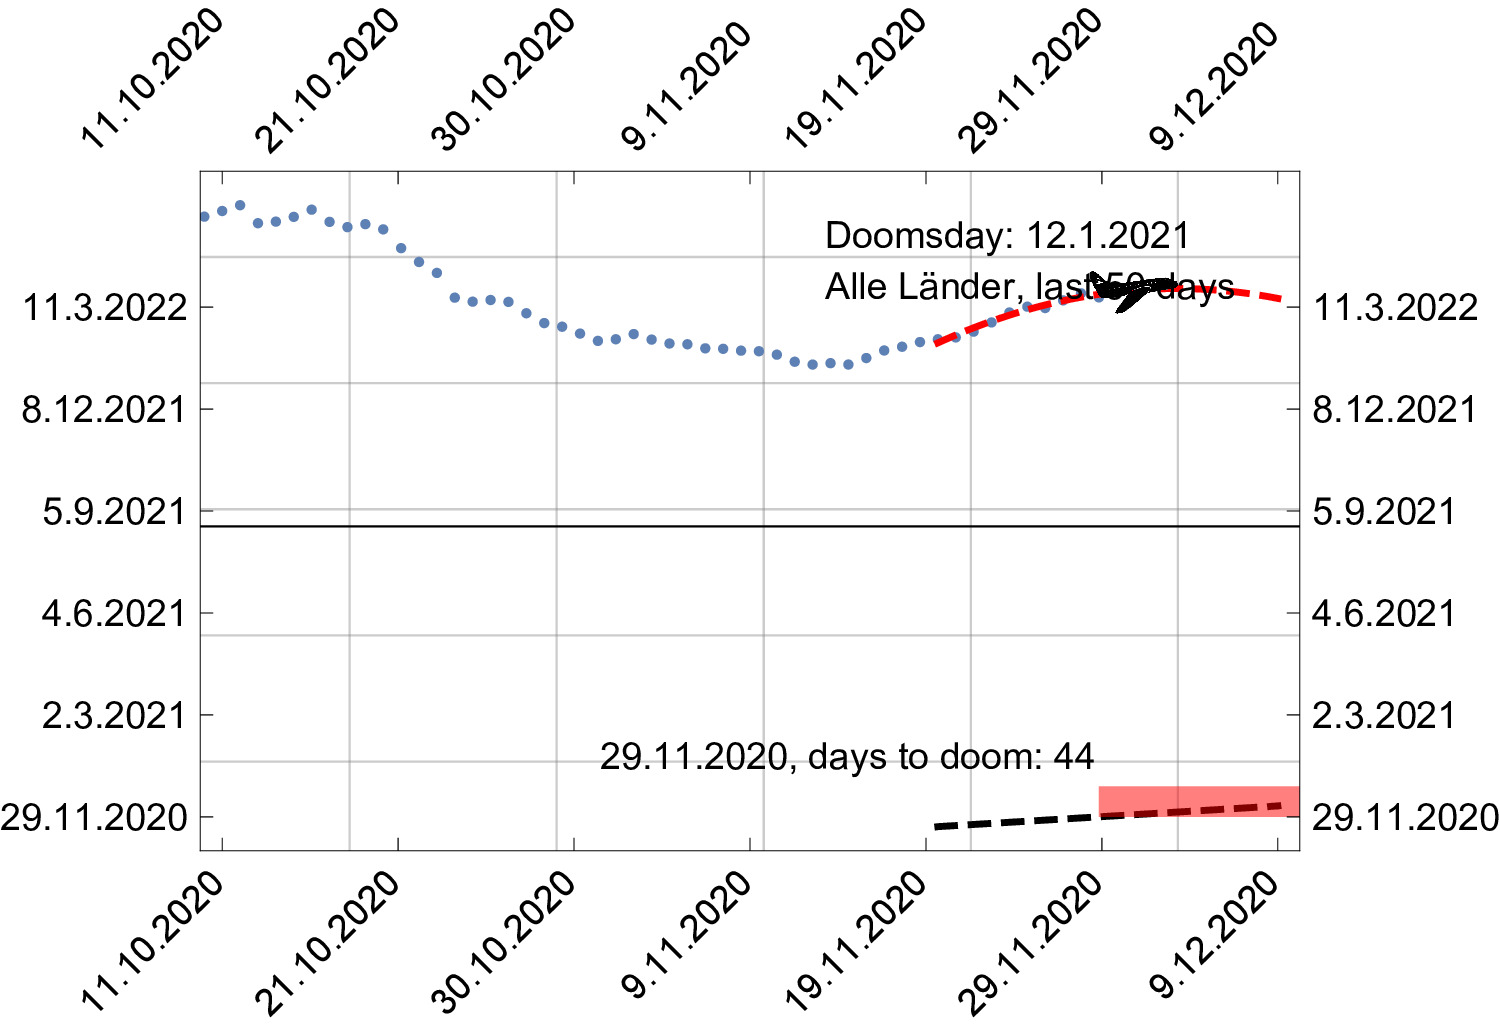 11.10.2020 21.10.2020 30.10.2020 9.11.2020 19.11.2020 29.11.2020 9.12.2020
Doomsday: 12.1.2021
Alle Länder, last 50 days
11.3.2022 11.3.2022
8.12.2021 8.12.2021
5.9.2021 5.9.2021
4.6.2021 4.6.2021
2.3.2021 2.3.2021
29.11.2020, days to doom: 44
29.11.2020 29.11.2020
11.10.2020 21.10.2020 30.10.2020 9.11.2020 19.11.2020 29.11.2020 9.12.2020